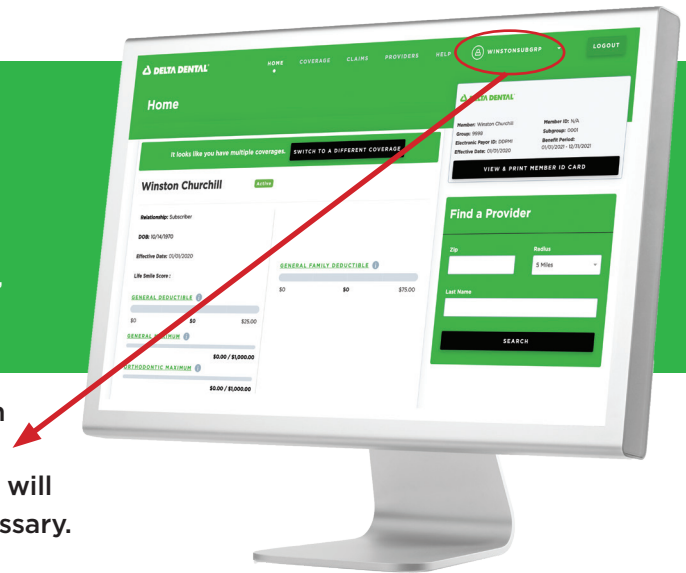 DELTA DENTAL
HOME COVERAGE CLAIMS PROVIDERS HELP WINSTONSUBGRP LOGOUT
Home
It looks like you have multiple coverages. SWITCH TO A DIFFERENT COVERAGE
Winston Churchill Active
Relationship: Subscriber
DOB: 10/14/1970
Effective Date: 01/01/2020
Life Smile Score :
GENERAL DEDUCTIBLE
$0 $0 $25.00
GENERAL MAXIMUM
$0.00 / $1,000.00
ORTHODONTIC MAXIMUM
$0.00 / $1,000.00
GENERAL FAMILY DEDUCTIBLE
$0 $0 $75.00
DELTA DENTAL
Member: Winston Churchill Member ID: N/A
Group: 9998 Subgroup: 0001
Electronic Payor ID: DDPMI Benefit Period:
Effective Date: 01/01/2020 01/01/2021 - 12/31/2021
VIEW & PRINT MEMBER ID CARD
Find a Provider
Zip Radius
5 Miles
Last Name
SEARCH
will